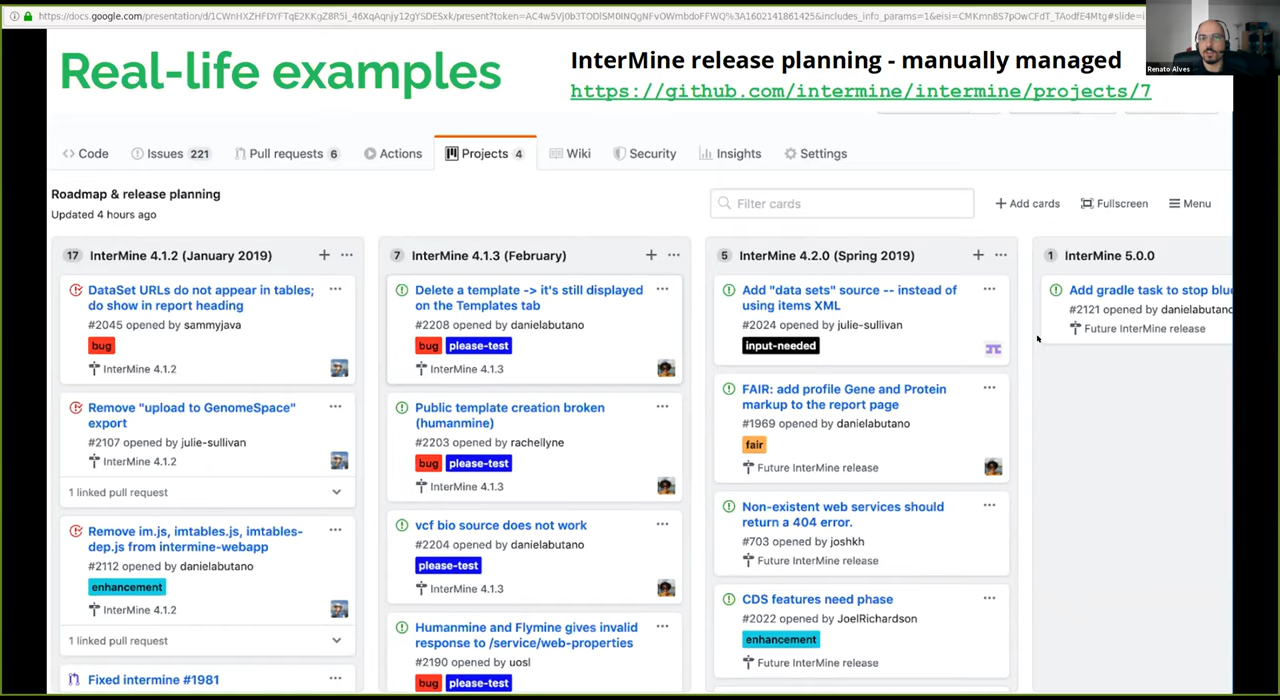 Renato Alves
Real-life examples
InterMine release planning - manually managed
https://github.com/intermine/intermine/projects/7
Code
Issues 221
Pull requests 6
Actions
Projects 4
Wiki
Security
Insights
Settings
Roadmap & release planning
Updated 4 hours ago
Filter cards
Add cards
Fullscreen
Menu
17 InterMine 4.1.2 (January 2019)
DataSet URLs do not appear in tables;
do show in report heading
#2045 opened by sammyjava
bug
InterMine 4.1.2
Remove "upload to GenomeSpace"
export
#2107 opened by julie-sullivan
InterMine 4.1.2
1 linked pull request
Remove im.js, imtables.js, imtables-
dep.js from intermine-webapp
#2112 opened by danielabutano
enhancement
InterMine 4.1.2
1 linked pull request
Fixed intermine #1981
7 InterMine 4.1.3 (February)
Delete a template -> it's still displayed
on the Templates tab
#2208 opened by danielabutano
bug please-test
InterMine 4.1.3
Public template creation broken
(humanmine)
#2203 opened by rachellyne
bug please-test
InterMine 4.1.3
vcf bio source does not work
#2204 opened by danielabutano
please-test
InterMine 4.1.3
Humanmine and Flymine gives invalid
response to /service/web-properties
#2190 opened by uosl
bug please-test
5 InterMine 4.2.0 (Spring 2019)
Add "data sets" source -- instead of
using items XML
#2024 opened by julie-sullivan
input-needed
FAIR: add profile Gene and Protein
markup to the report page
#1969 opened by danielabutano
fair
Future InterMine release
Non-existent web services should
return a 404 error.
#703 opened by joshkh
Future InterMine release
CDS features need phase
#2022 opened by JoelRichardson
enhancement
Future InterMine release
1 InterMine 5.0.0
Add gradle task to stop blue
#2121 opened by danielabutano
Future InterMine release